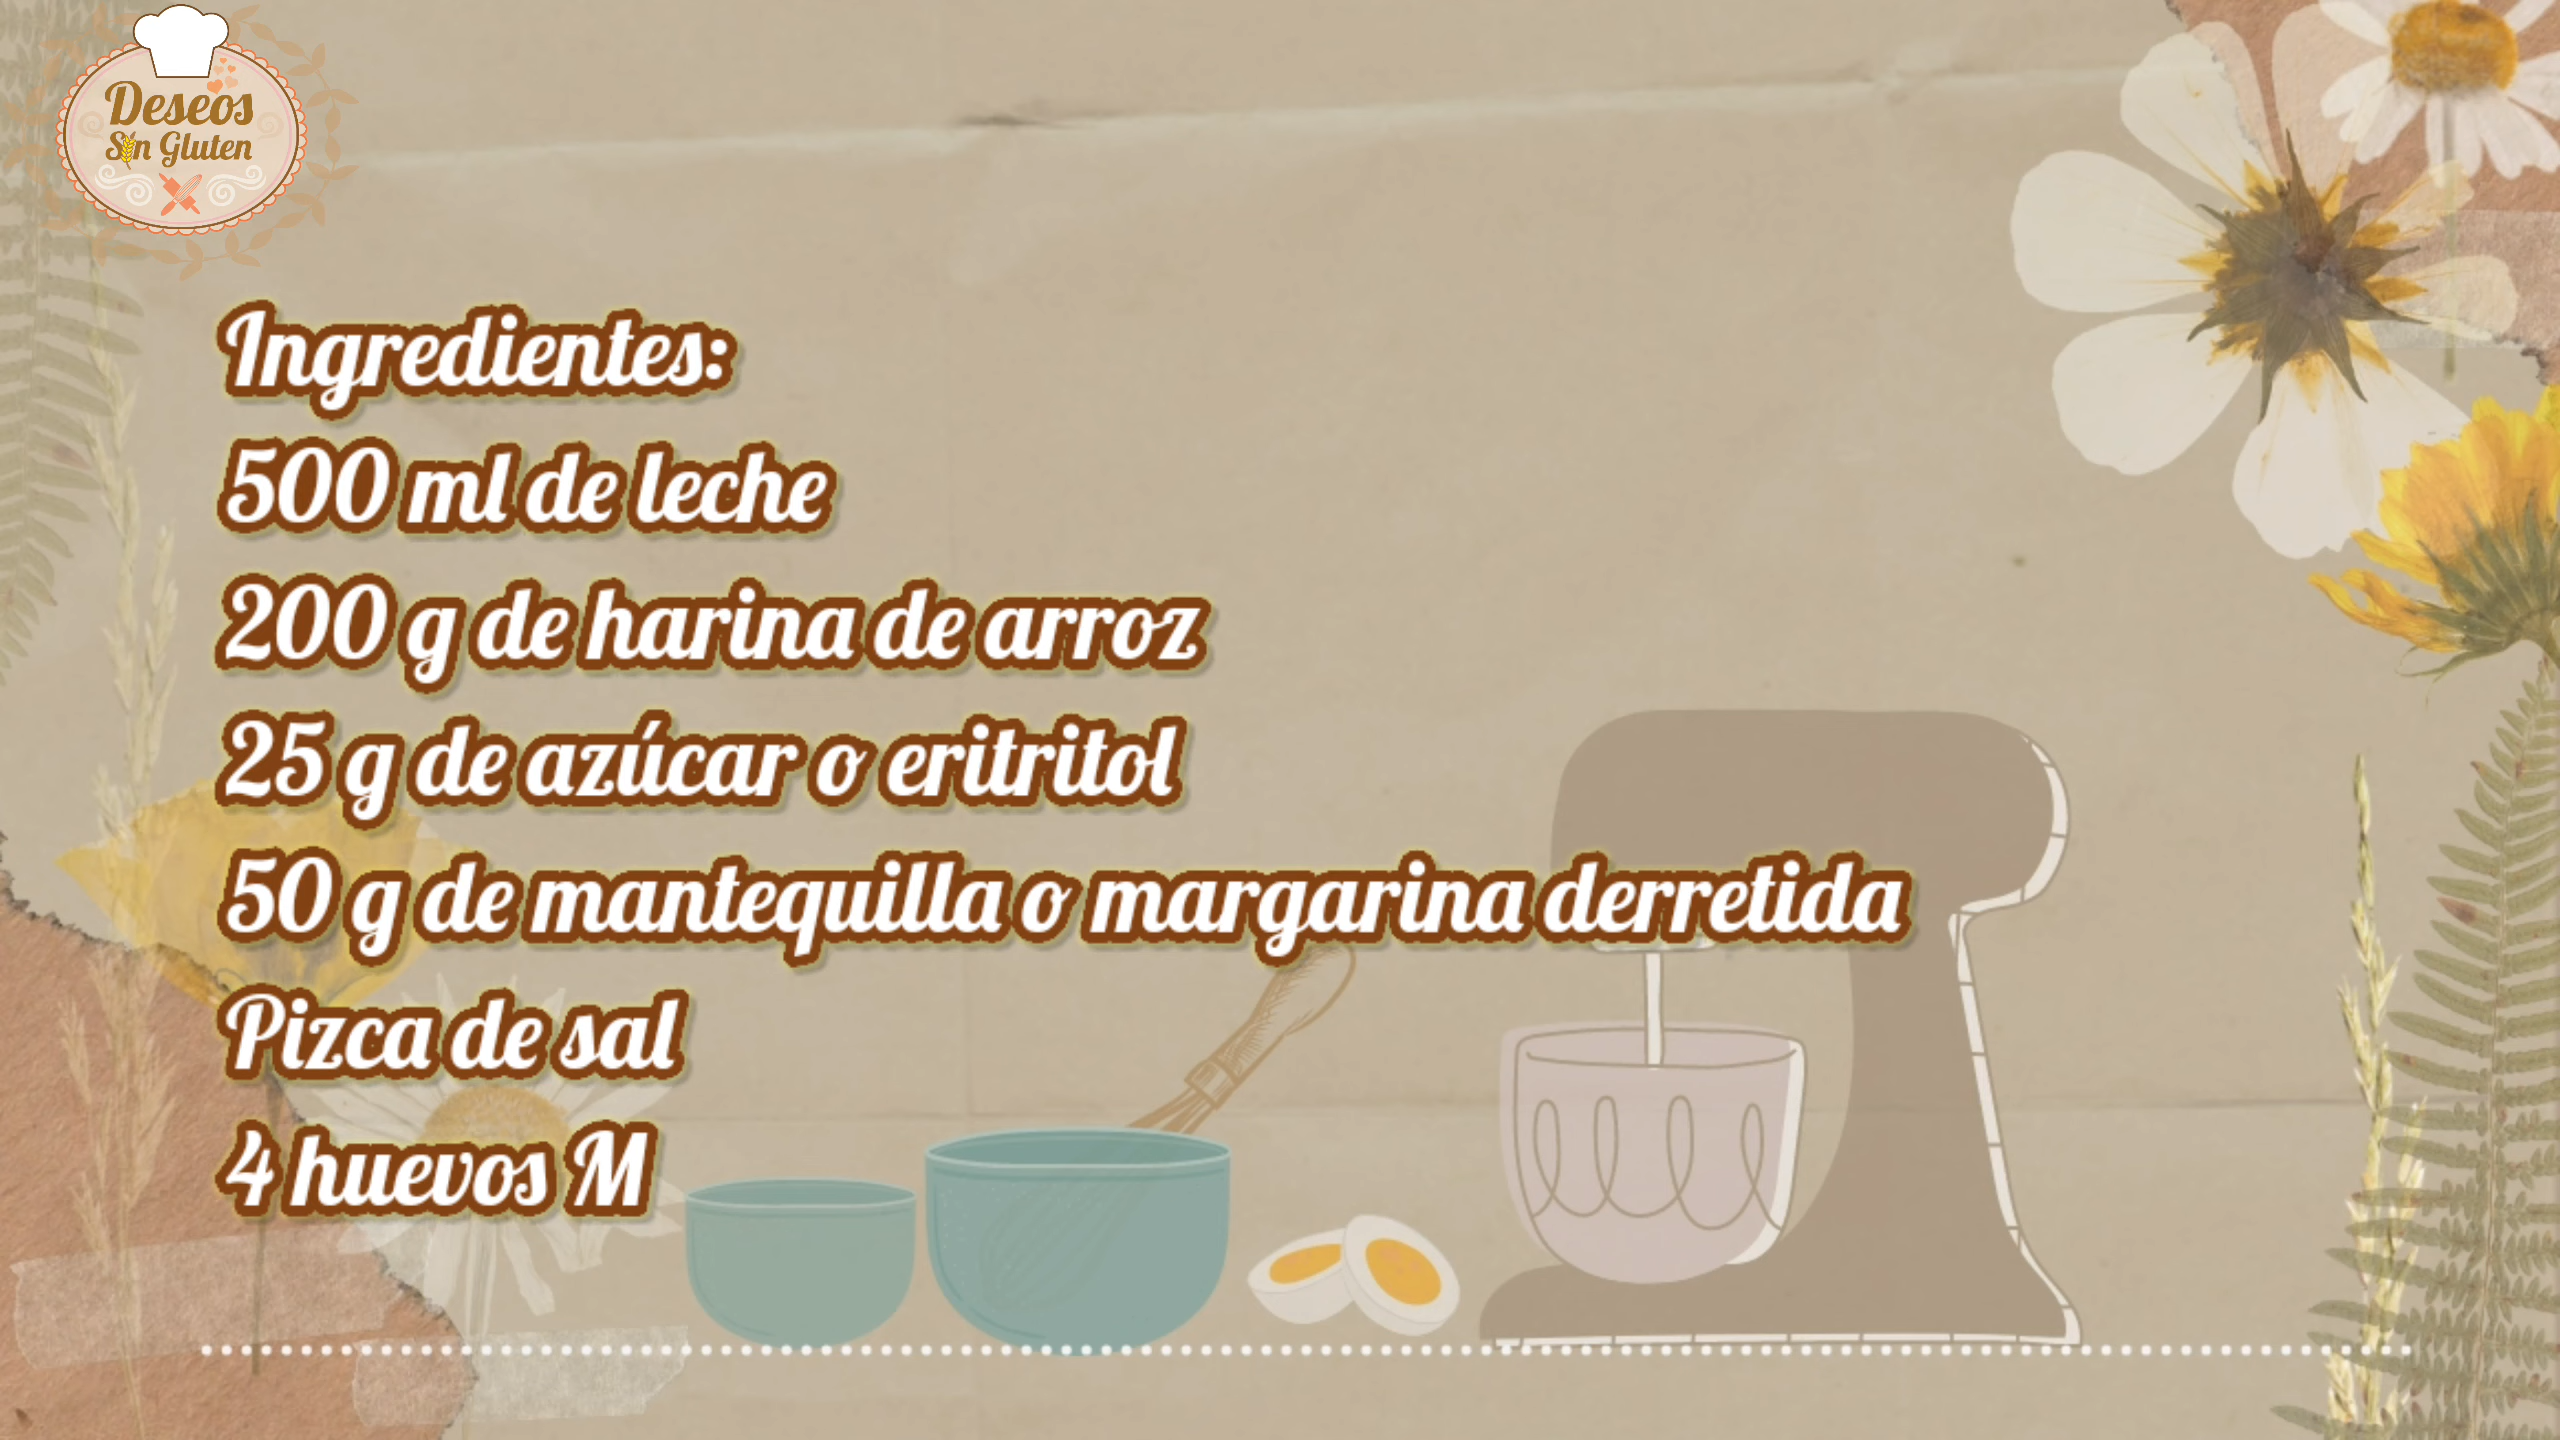 Deseos
Sin Gluten
Ingredientes:
500 ml de leche
200 g de harina de arroz
25 g de azúcar o eritritol
50 g de mantequilla o margarina derretida
Pizca de sal
4 huevos M